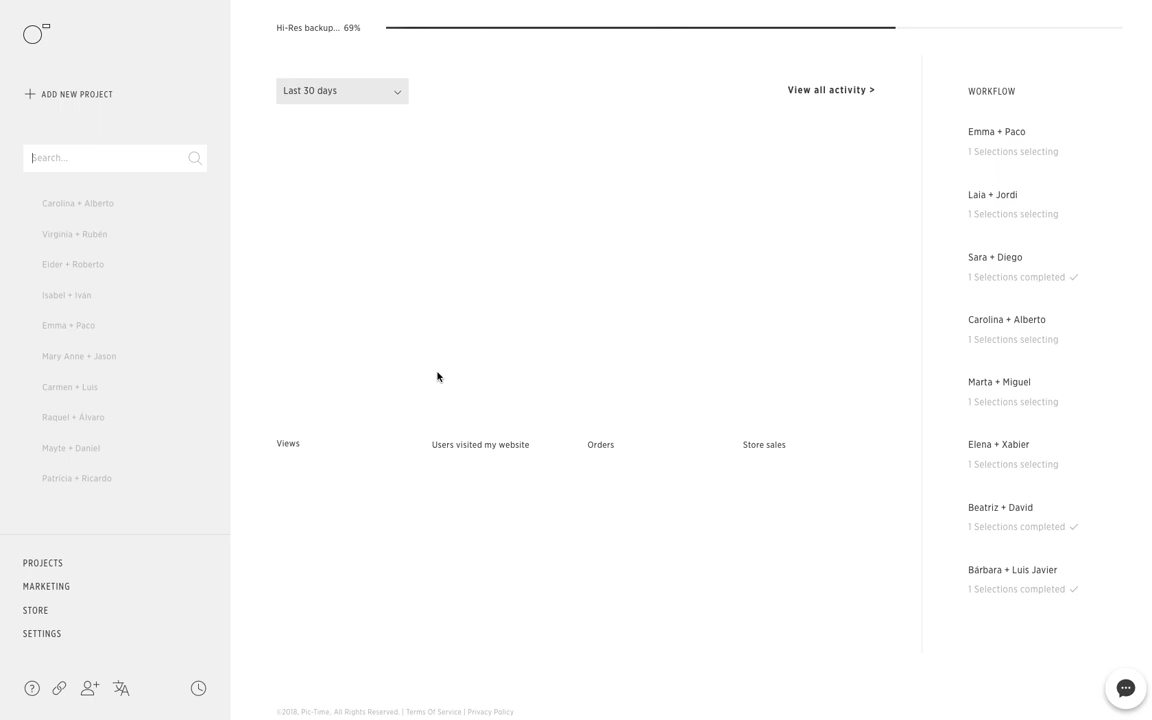 Hi-Res backup... 69%
ADD NEW PROJECT
Search...
Carolina + Alberto
Virginia + Rubén
Eider + Roberto
Isabel + Iván
Emma + Paco
Mary Anne + Jason
Carmen + Luis
Raquel + Álvaro
Mayte + Daniel
Patricia + Ricardo
PROJECTS
MARKETING
STORE
SETTINGS
Last 30 days
View all activity >
Views
Users visited my website
Orders
Store sales
WORKFLOW
Emma + Paco
1 Selections selecting
Laia + Jordi
1 Selections selecting
Sara + Diego
1 Selections completed
Carolina + Alberto
1 Selections selecting
Marta + Miguel
1 Selections selecting
Elena + Xabier
1 Selections selecting
Beatriz + David
1 Selections completed
Bárbara + Luis Javier
1 Selections completed
©2018, Pic-Time. All Rights Reserved. | Terms Of Service | Privacy Policy